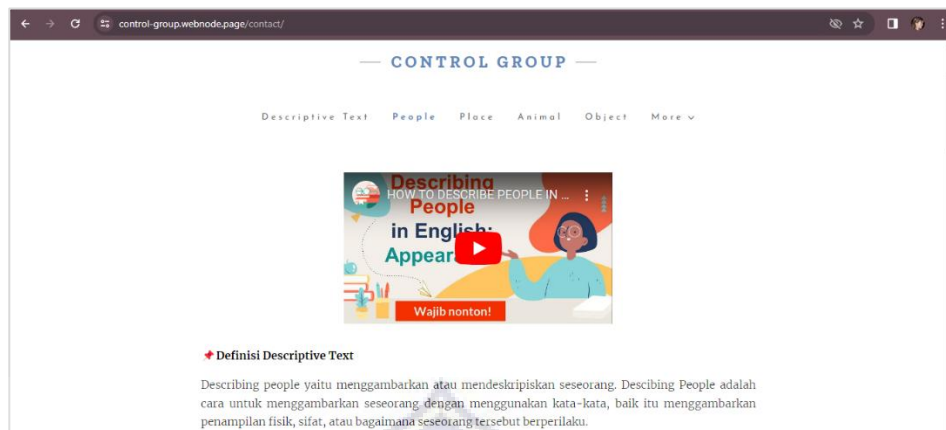 control-group.webnode.page/contact/
CONTROL GROUP
Descriptive Text People Place Animal Object More
HOW TO DESCRIBE PEOPLE IN ...
Describing
People
in English:
Appear
Wajib nonton!
Definisi Descriptive Text
Describing people yaitu menggambarkan atau mendeskripiskan seseorang. Descibing People adalah
cara untuk menggambarkan seseorang dengan menggunakan kata-kata, baik itu menggambarkan
penampilan fisik, sifat, atau bagaimana seseorang tersebut berperilaku.